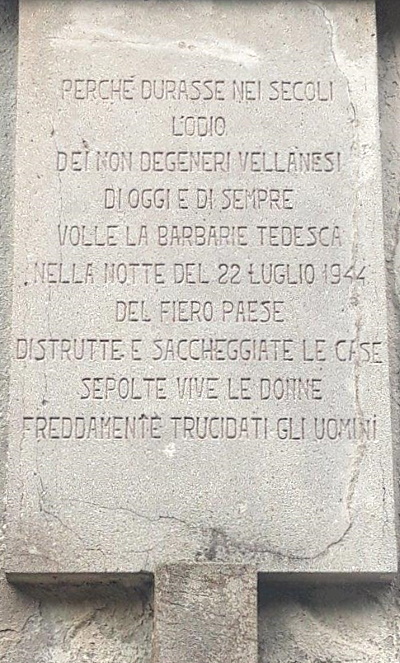 PERCHÉ DURASSE NEI SECOLI
L'ODIO
DEI NON DEGENERI VELLANESI
DI OGGI E DI SEMPRE
VOLLE LA BARBARIE TEDESCA
NELLA NOTTE DEL 22 LUGLIO 1944
DEL FIERO PAESE
DISTRUTTE E SACCHEGGIATE LE CASE
SEPOLTE VIVE LE DONNE
FREDDAMENTE TRUCIDATI GLI UOMINI